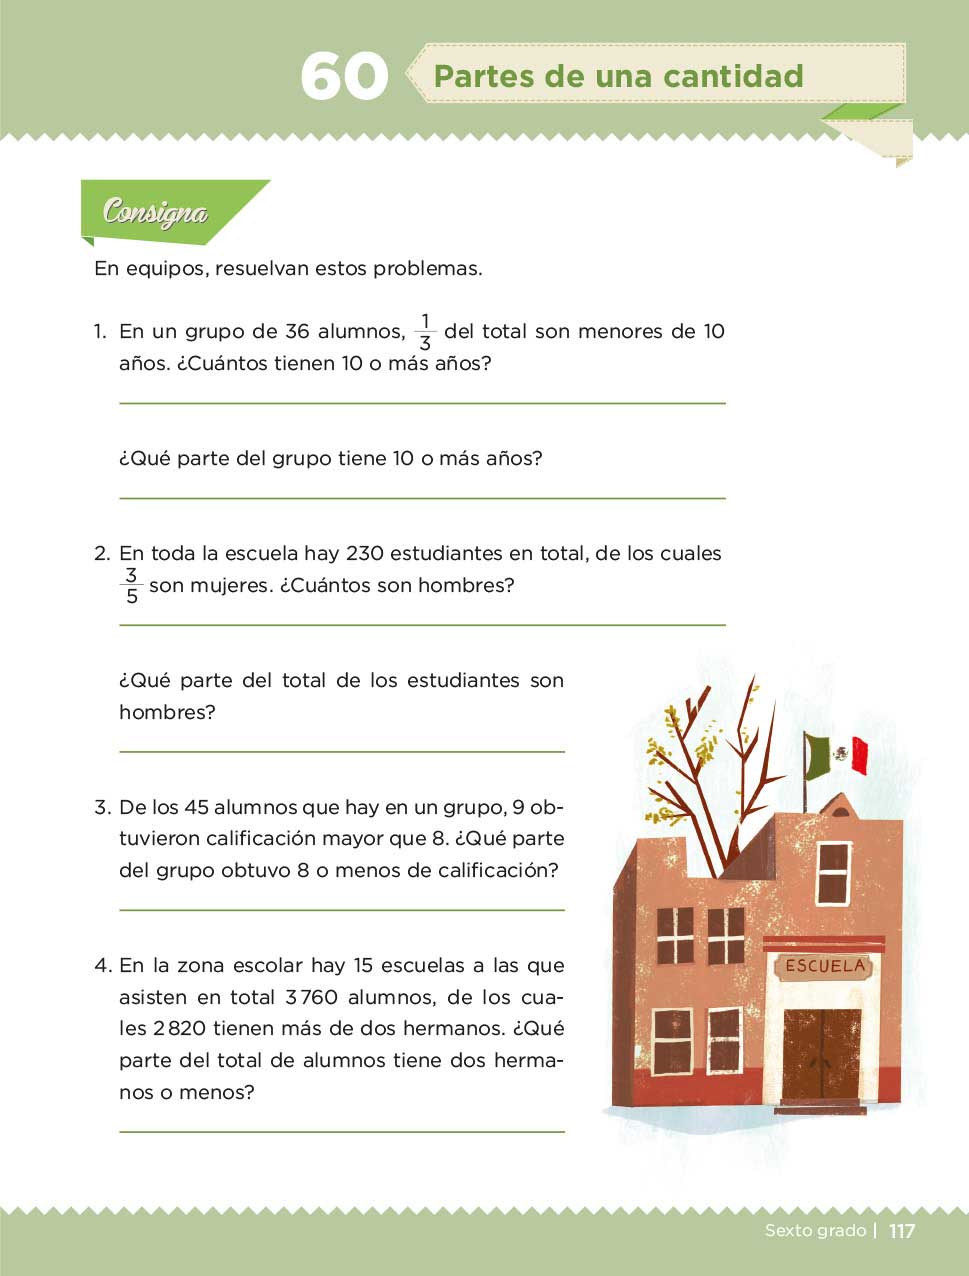 60
Partes de una cantidad
Consigna
En equipos, resuelvan estos problemas.
1. En un grupo de 36 alumnos, 1/3 del total son menores de 10
años. ¿Cuántos tienen 10 o más años?
¿Qué parte del grupo tiene 10 o más años?
2. En toda la escuela hay 230 estudiantes en total, de los cuales
3/5 son mujeres. ¿Cuántos son hombres?
¿Qué parte del total de los estudiantes son
hombres?
3. De los 45 alumnos que hay en un grupo, 9 ob-
tuvieron calificación mayor que 8. ¿Qué parte
del grupo obtuvo 8 o menos de calificación?
4. En la zona escolar hay 15 escuelas a las que
asisten en total 3 760 alumnos, de los cua-
les 2 820 tienen más de dos hermanos. ¿Qué
parte del total de alumnos tiene dos herma-
nos o menos?
ESCUELA
Sexto grado | 117